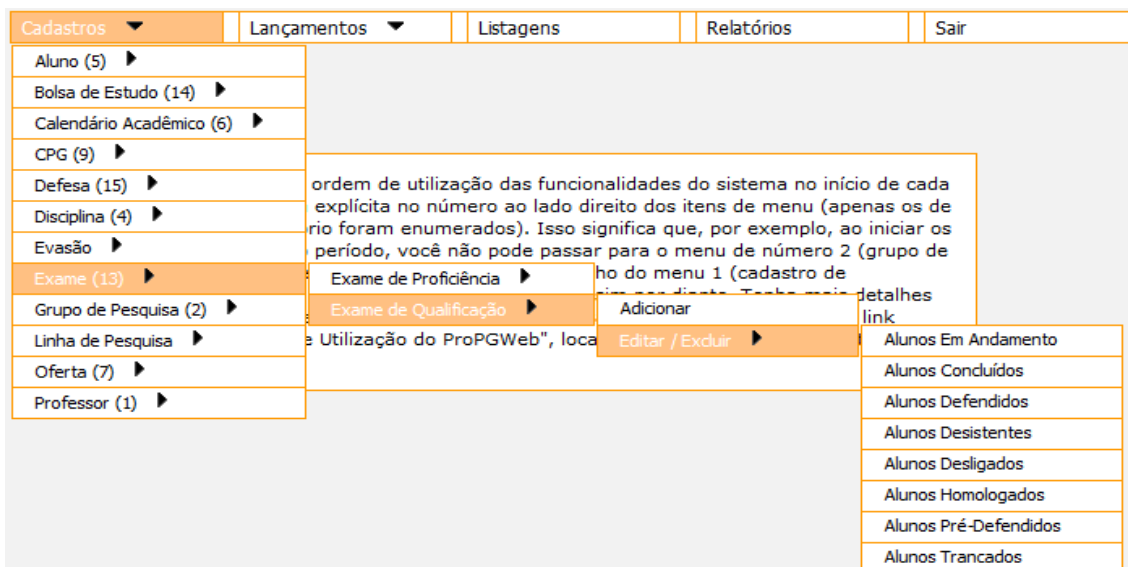 Cadastros
Lançamentos
Listagens
Relatórios
Sair
Aluno (5)
Bolsa de Estudo (14)
Calendário Acadêmico (6)
CPG (9)
Defesa (15)
Disciplina (4)
Evasão
Exame (13)
Grupo de Pesquisa (2)
Linha de Pesquisa
Oferta (7)
Professor (1)
ordem de utilização das funcionalidades do sistema no início de cada
explícita no número ao lado direito dos itens de menu (apenas os de
rio foram enumerados). Isso significa que, por exemplo, ao iniciar os
período, você não pode passar para o menu de número 2 (grupo de
ho do menu 1 (cadastro de
detalhes
link
e Utilização do ProPGWeb", loca
Exame de Proficiência
Exame de Qualificação
Adicionar
Editar / Excluir
Alunos Em Andamento
Alunos Concluídos
Alunos Defendidos
Alunos Desistentes
Alunos Desligados
Alunos Homologados
Alunos Pré-Defendidos
Alunos Trancados